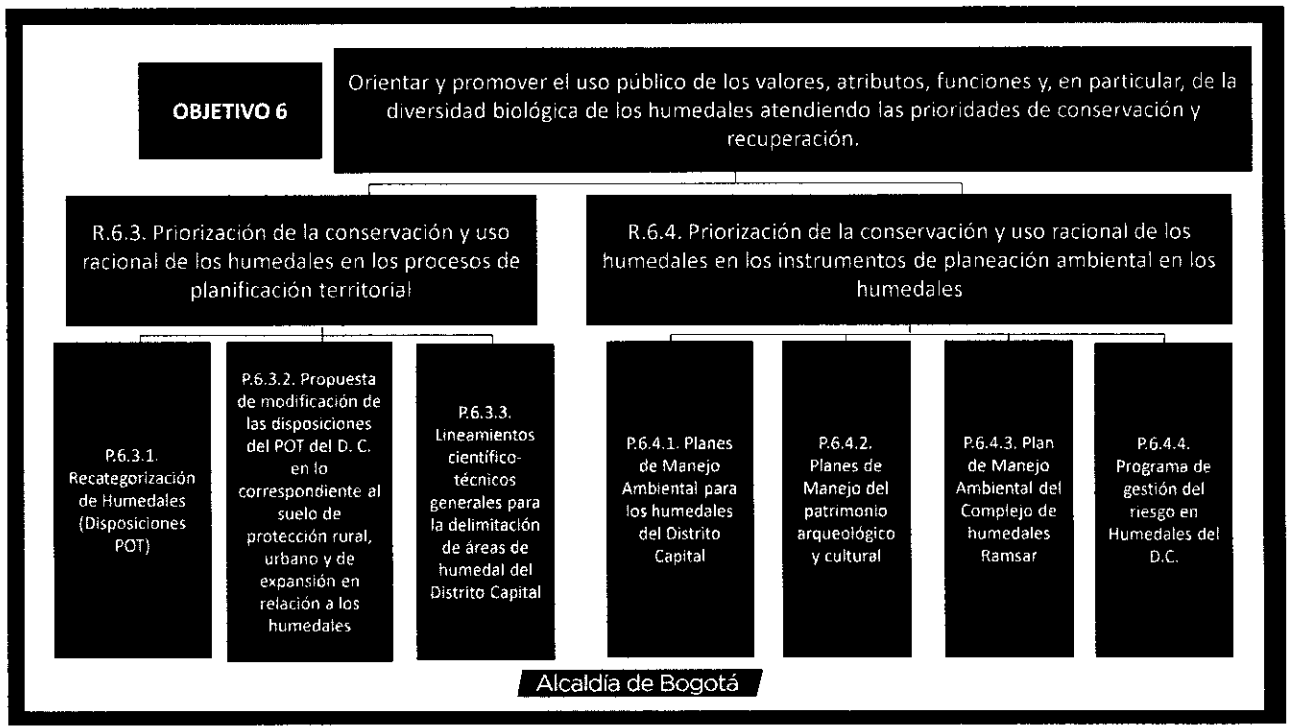 OBJETIVO 6
Orientar y promover el uso público de los valores, atributos, funciones y, en particular, de la
diversidad biológica de los humedales atendiendo las prioridades de conservación y
recuperación.
R.6.3. Priorización de la conservación y uso
racional de los humedales en los procesos de
planificación territorial
R.6.4. Priorización de la conservación y uso racional de los
humedales en los instrumentos de planeación ambiental en los
humedales
P.6.3.1.
Recategorización
de Humedales
(Disposiciones
POT)
P.6.3.2. Propuesta
de modificación de
las disposiciones
del POT del D. C.
en lo
correspondiente al
suelo de
protección rural,
urbano y de
expansión en
relación a los
humedales
P.6.3.3.
Lineamientos
científico-
técnicos
generales para
la delimitación
de áreas de
humedal del
Distrito Capital
P.6.4.1. Planes
de Manejo
Ambiental para
los humedales
del Distrito
Capital
P.6.4.2.
Planes de
Manejo del
patrimonio
arqueológico
y cultural
P.6.4.3. Plan
de Manejo
Ambiental del
Complejo de
humedales
Ramsar
P.6.4.4.
Programa de
gestión del
riesgo en
Humedales del
D.C.
Alcaldía de Bogotá